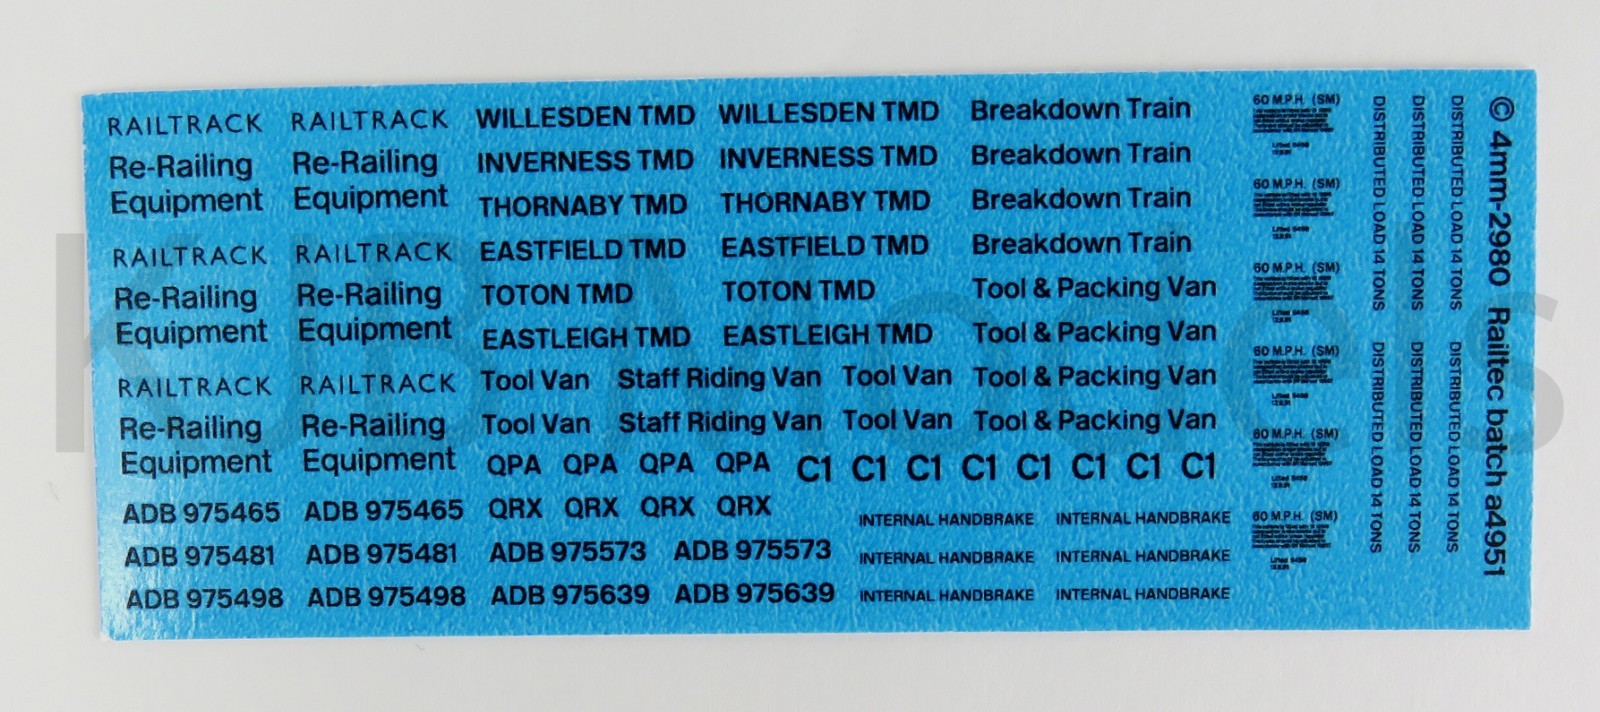 RAILTRACK RAILTRACK WILLESDEN TMD WILLESDEN TMD Breakdown Train
Re-Railing Re-Railing INVERNESS TMD INVERNESS TMD Breakdown Train
Equipment Equipment THORNABY TMD THORNABY TMD Breakdown Train
RAILTRACK RAILTRACK EASTFIELD TMD EASTFIELD TMD Breakdown Train
Re-Railing Re-Railing TOTON TMD TOTON TMD Tool & Packing Van
Equipment Equipment EASTLEIGH TMD EASTLEIGH TMD Tool & Packing Van
RAILTRACK RAILTRACK Tool Van Staff Riding Van Tool Van Tool & Packing Van
Re-Railing Re-Railing Tool Van Staff Riding Van Tool Van Tool & Packing Van
Equipment Equipment QPA QPA QPA QPA C1 C1 C1 C1 C1 C1 C1 C1
ADB 975465 ADB 975465 QRX QRX QRX QRX INTERNAL HANDBRAKE INTERNAL HANDBRAKE
ADB 975481 ADB 975481 ADB 975573 ADB 975573 INTERNAL HANDBRAKE INTERNAL HANDBRAKE
ADB 975498 ADB 975498 ADB 975639 ADB 975639 INTERNAL HANDBRAKE INTERNAL HANDBRAKE
60 M.P.H. (SM)
60 M.P.H. (SM)
60 M.P.H. (SM)
60 M.P.H. (SM)
60 M.P.H. (SM)
60 M.P.H. (SM)
DISTRIBUTED LOAD 14 TONS DISTRIBUTED LOAD 14 TONS
DISTRIBUTED LOAD 14 TONS DISTRIBUTED LOAD 14 TONS
DISTRIBUTED LOAD 14 TONS DISTRIBUTED LOAD 14 TONS
© 4mm-2980 Railtec batch a4951
Models